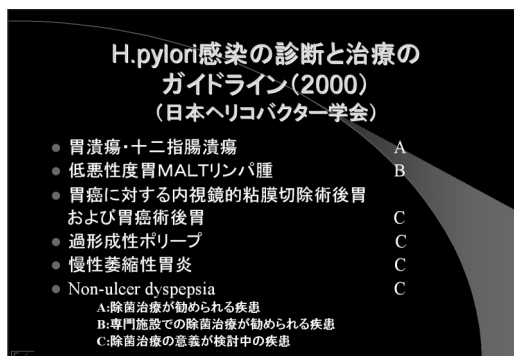 H.pylori感染の診断と治療の
ガイドライン(2000)
(日本ヘリコバクター学会)
胃潰瘍・十二指腸潰瘍 A
低悪性度胃MALTリンパ腫 B
胃癌に対する内視鏡的粘膜切除術後胃
および胃癌術後胃 C
過形成性ポリープ C
慢性萎縮性胃炎 C
Non-ulcer dyspepsia C
A:除菌治療が勧められる疾患
B:専門施設での除菌治療が勧められる疾患
C:除菌治療の意義が検討中の疾患